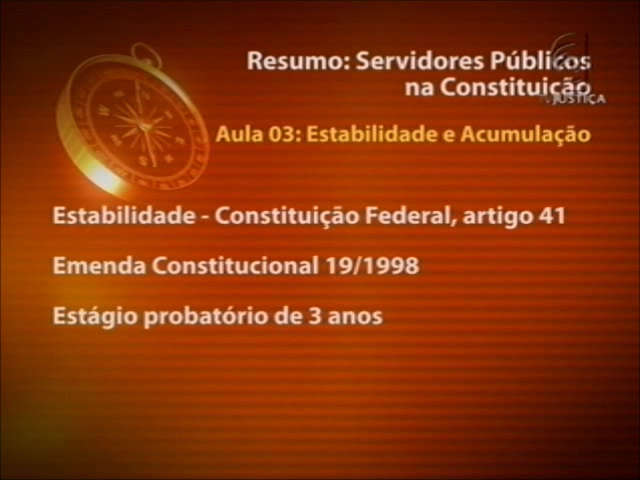 Resumo: Servidores Públicos
na Constituição
TV JUSTIÇA
Aula 03: Estabilidade e Acumulação
Estabilidade - Constituição Federal, artigo 41
Emenda Constitucional 19/1998
Estágio probatório de 3 anos